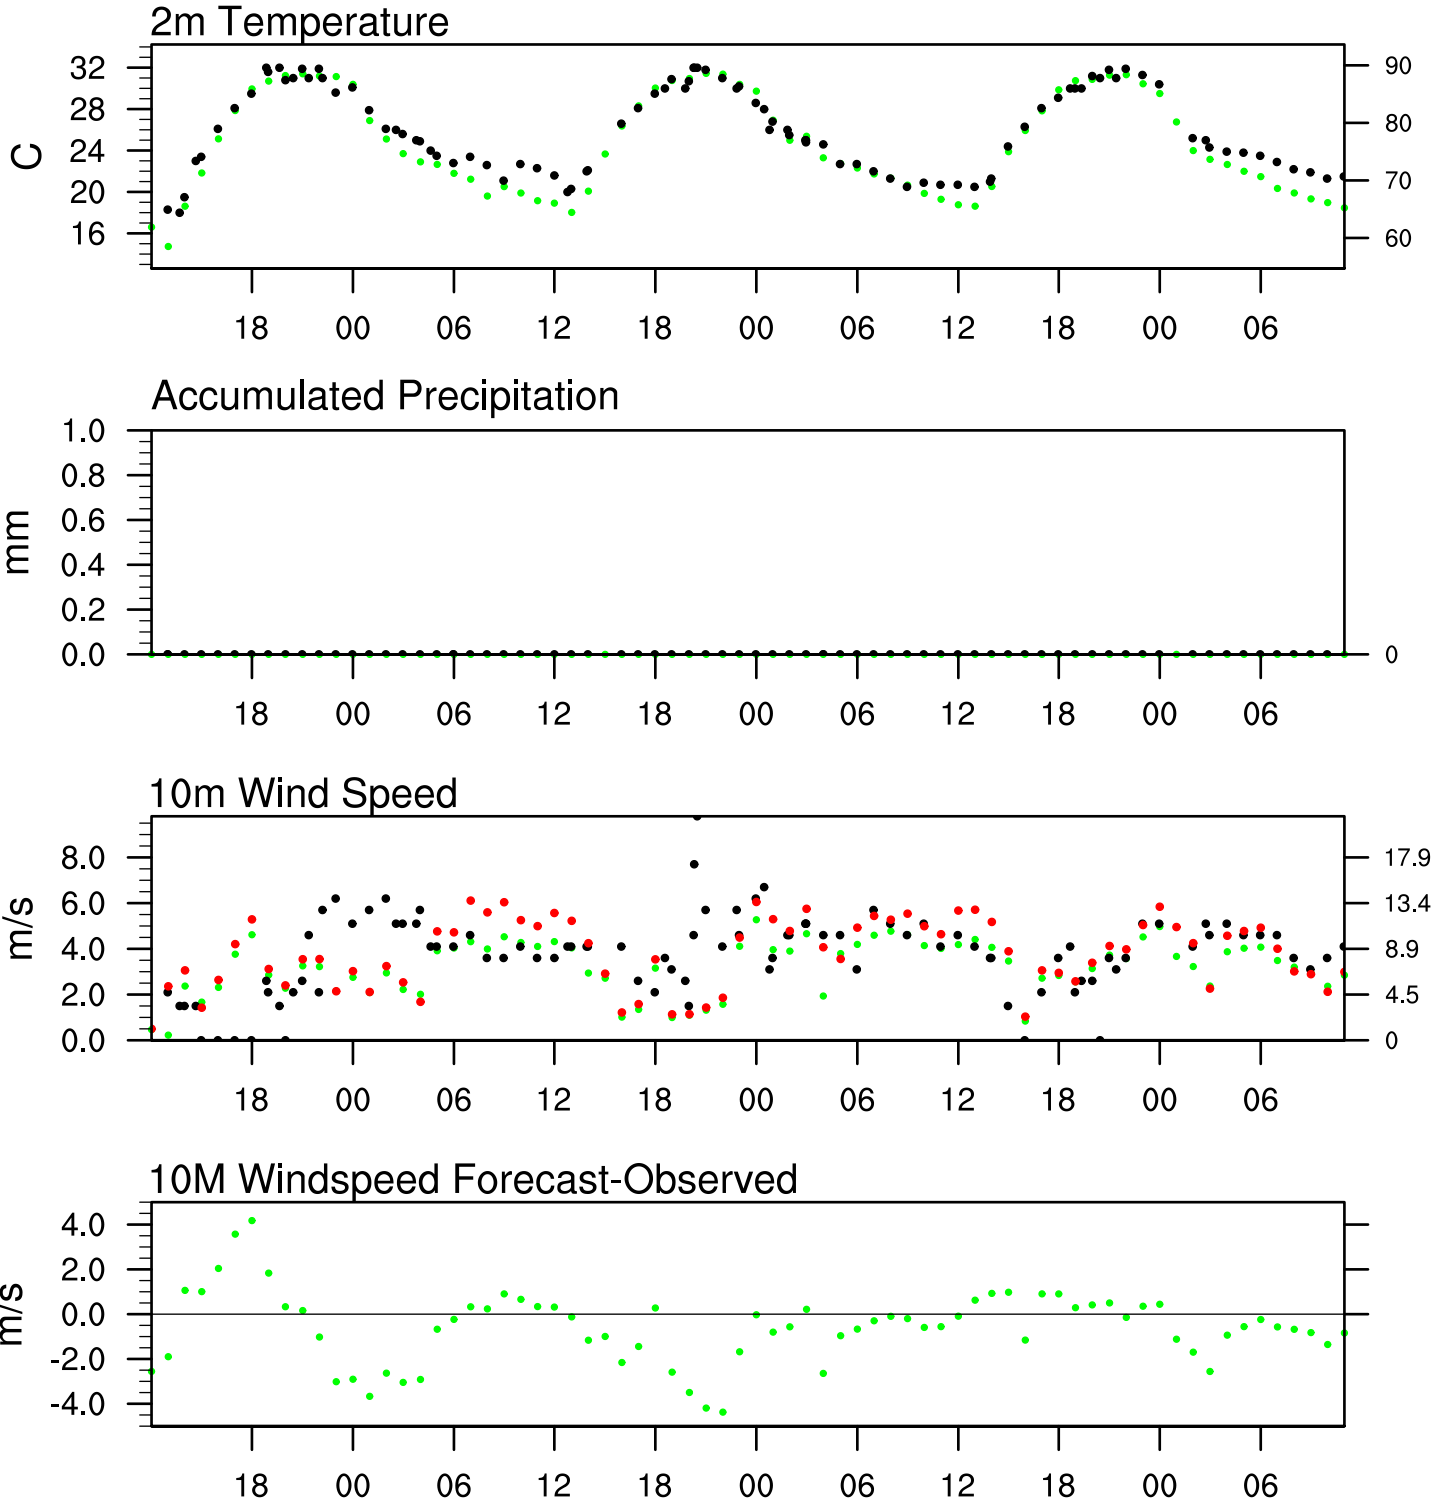 2m Temperature
C
32
28
24
20
16
90
80
70
60
18 00 06 12 18 00 06 12 18 00 06
Accumulated Precipitation
mm
1.0
0.8
0.6
0.4
0.2
0.0
0
18 00 06 12 18 00 06 12 18 00 06
10m Wind Speed
m/s
8.0
6.0
4.0
2.0
0.0
17.9
13.4
8.9
4.5
0
18 00 06 12 18 00 06 12 18 00 06
10M Windspeed Forecast-Observed
m/s
4.0
2.0
0.0
-2.0
-4.0
18 00 06 12 18 00 06 12 18 00 06